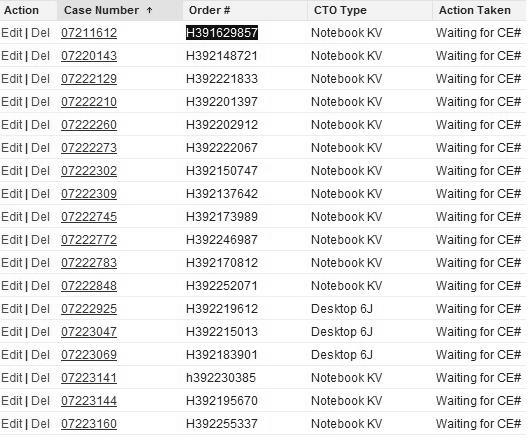 Action Case Number ↑ Order # CTO Type Action Taken
Edit | Del 07211612 H391629857 Notebook KV Waiting for CE#
Edit | Del 07220143 H392148721 Notebook KV Waiting for CE#
Edit | Del 07222129 H392221833 Notebook KV Waiting for CE#
Edit | Del 07222210 H392201397 Notebook KV Waiting for CE#
Edit | Del 07222260 H392202912 Notebook KV Waiting for CE#
Edit | Del 07222273 H392222067 Notebook KV Waiting for CE#
Edit | Del 07222302 H392150747 Notebook KV Waiting for CE#
Edit | Del 07222309 H392137642 Notebook KV Waiting for CE#
Edit | Del 07222745 H392173989 Notebook KV Waiting for CE#
Edit | Del 07222772 H392246987 Notebook KV Waiting for CE#
Edit | Del 07222783 H392170812 Notebook KV Waiting for CE#
Edit | Del 07222848 H392252071 Notebook KV Waiting for CE#
Edit | Del 07222925 H392219612 Desktop 6J Waiting for CE#
Edit | Del 07223047 H392215013 Desktop 6J Waiting for CE#
Edit | Del 07223069 H392183901 Desktop 6J Waiting for CE#
Edit | Del 07223141 h392230385 Notebook KV Waiting for CE#
Edit | Del 07223144 H392195670 Notebook KV Waiting for CE#
Edit | Del 07223160 H392255337 Notebook KV Waiting for CE#